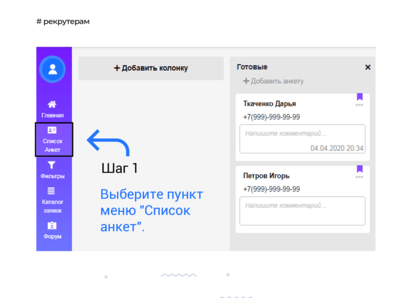 # рекрутерам
Главная
Список
Анкет
Фильтры
Каталог
заявок
Форум
+ Добавить колонку
Шаг 1
Выберите пункт
меню "Список
анкет".
Готовые
+ Добавить анкету
Ткаченко Дарья
+7(999)-999-99-99
Напишите комментарий...
04.04.2020 20:34
Петров Игорь
+7(999)-999-99-99
Напишите комментарий...